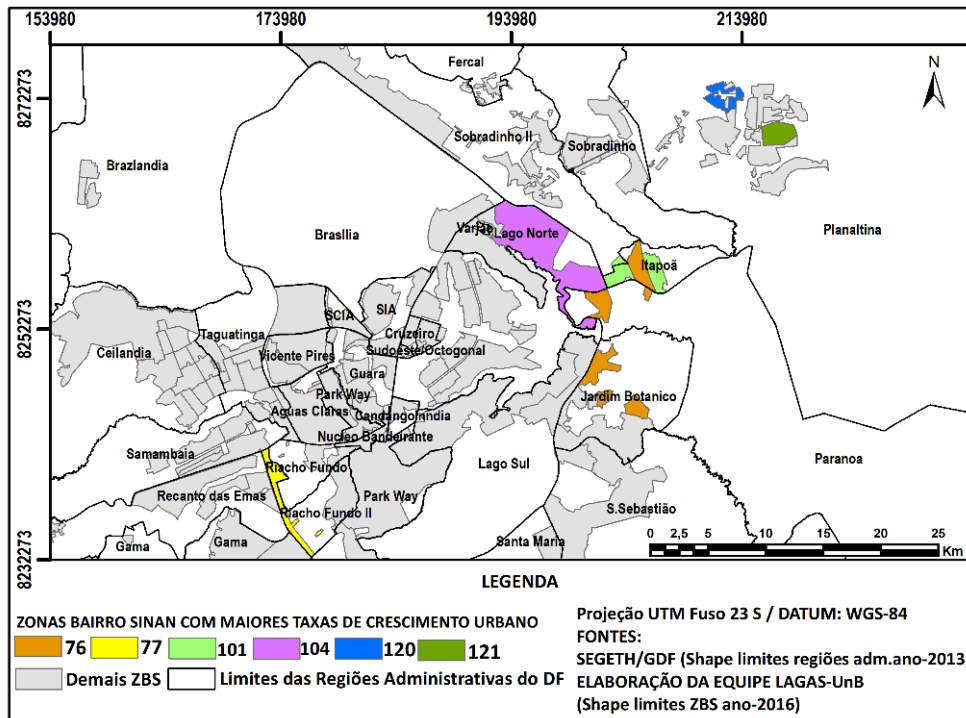 153980 173980 193980 213980
8272273
8252273
8232273
N
Fercal
Sobradinho II
Sobradinho
Brazlandia
Planaltina
Brasília
Varjão
Lago Norte
Itapoã
SCIA
SIA
Taguatinga
Cruzeiro
Ceilandia
Vicente Pires
Sudoeste/Octogonal
Guara
Park Way
Aguas Claras
Candangolândia
Jardim Botanico
Nucleo Bandeirante
Samambaia
Riacho Fundo
Lago Sul
Paranoa
Recanto das Emas
Park Way
Riacho Fundo II
S.Sebastião
Gama
Gama
Santa Maria
0 2,5 5 10 15 20 25
Km
LEGENDA
ZONAS BAIRRO SINAN COM MAIORES TAXAS DE CRESCIMENTO URBANO
76 77 101 104 120 121
Demais ZBS Limites das Regiões Administrativas do DF
Projeção UTM Fuso 23 S / DATUM: WGS-84
FONTES:
SEGETH/GDF (Shape limites regiões adm.ano-2013
ELABORAÇÃO DA EQUIPE LAGAS-UnB
(Shape limites ZBS ano-2016)